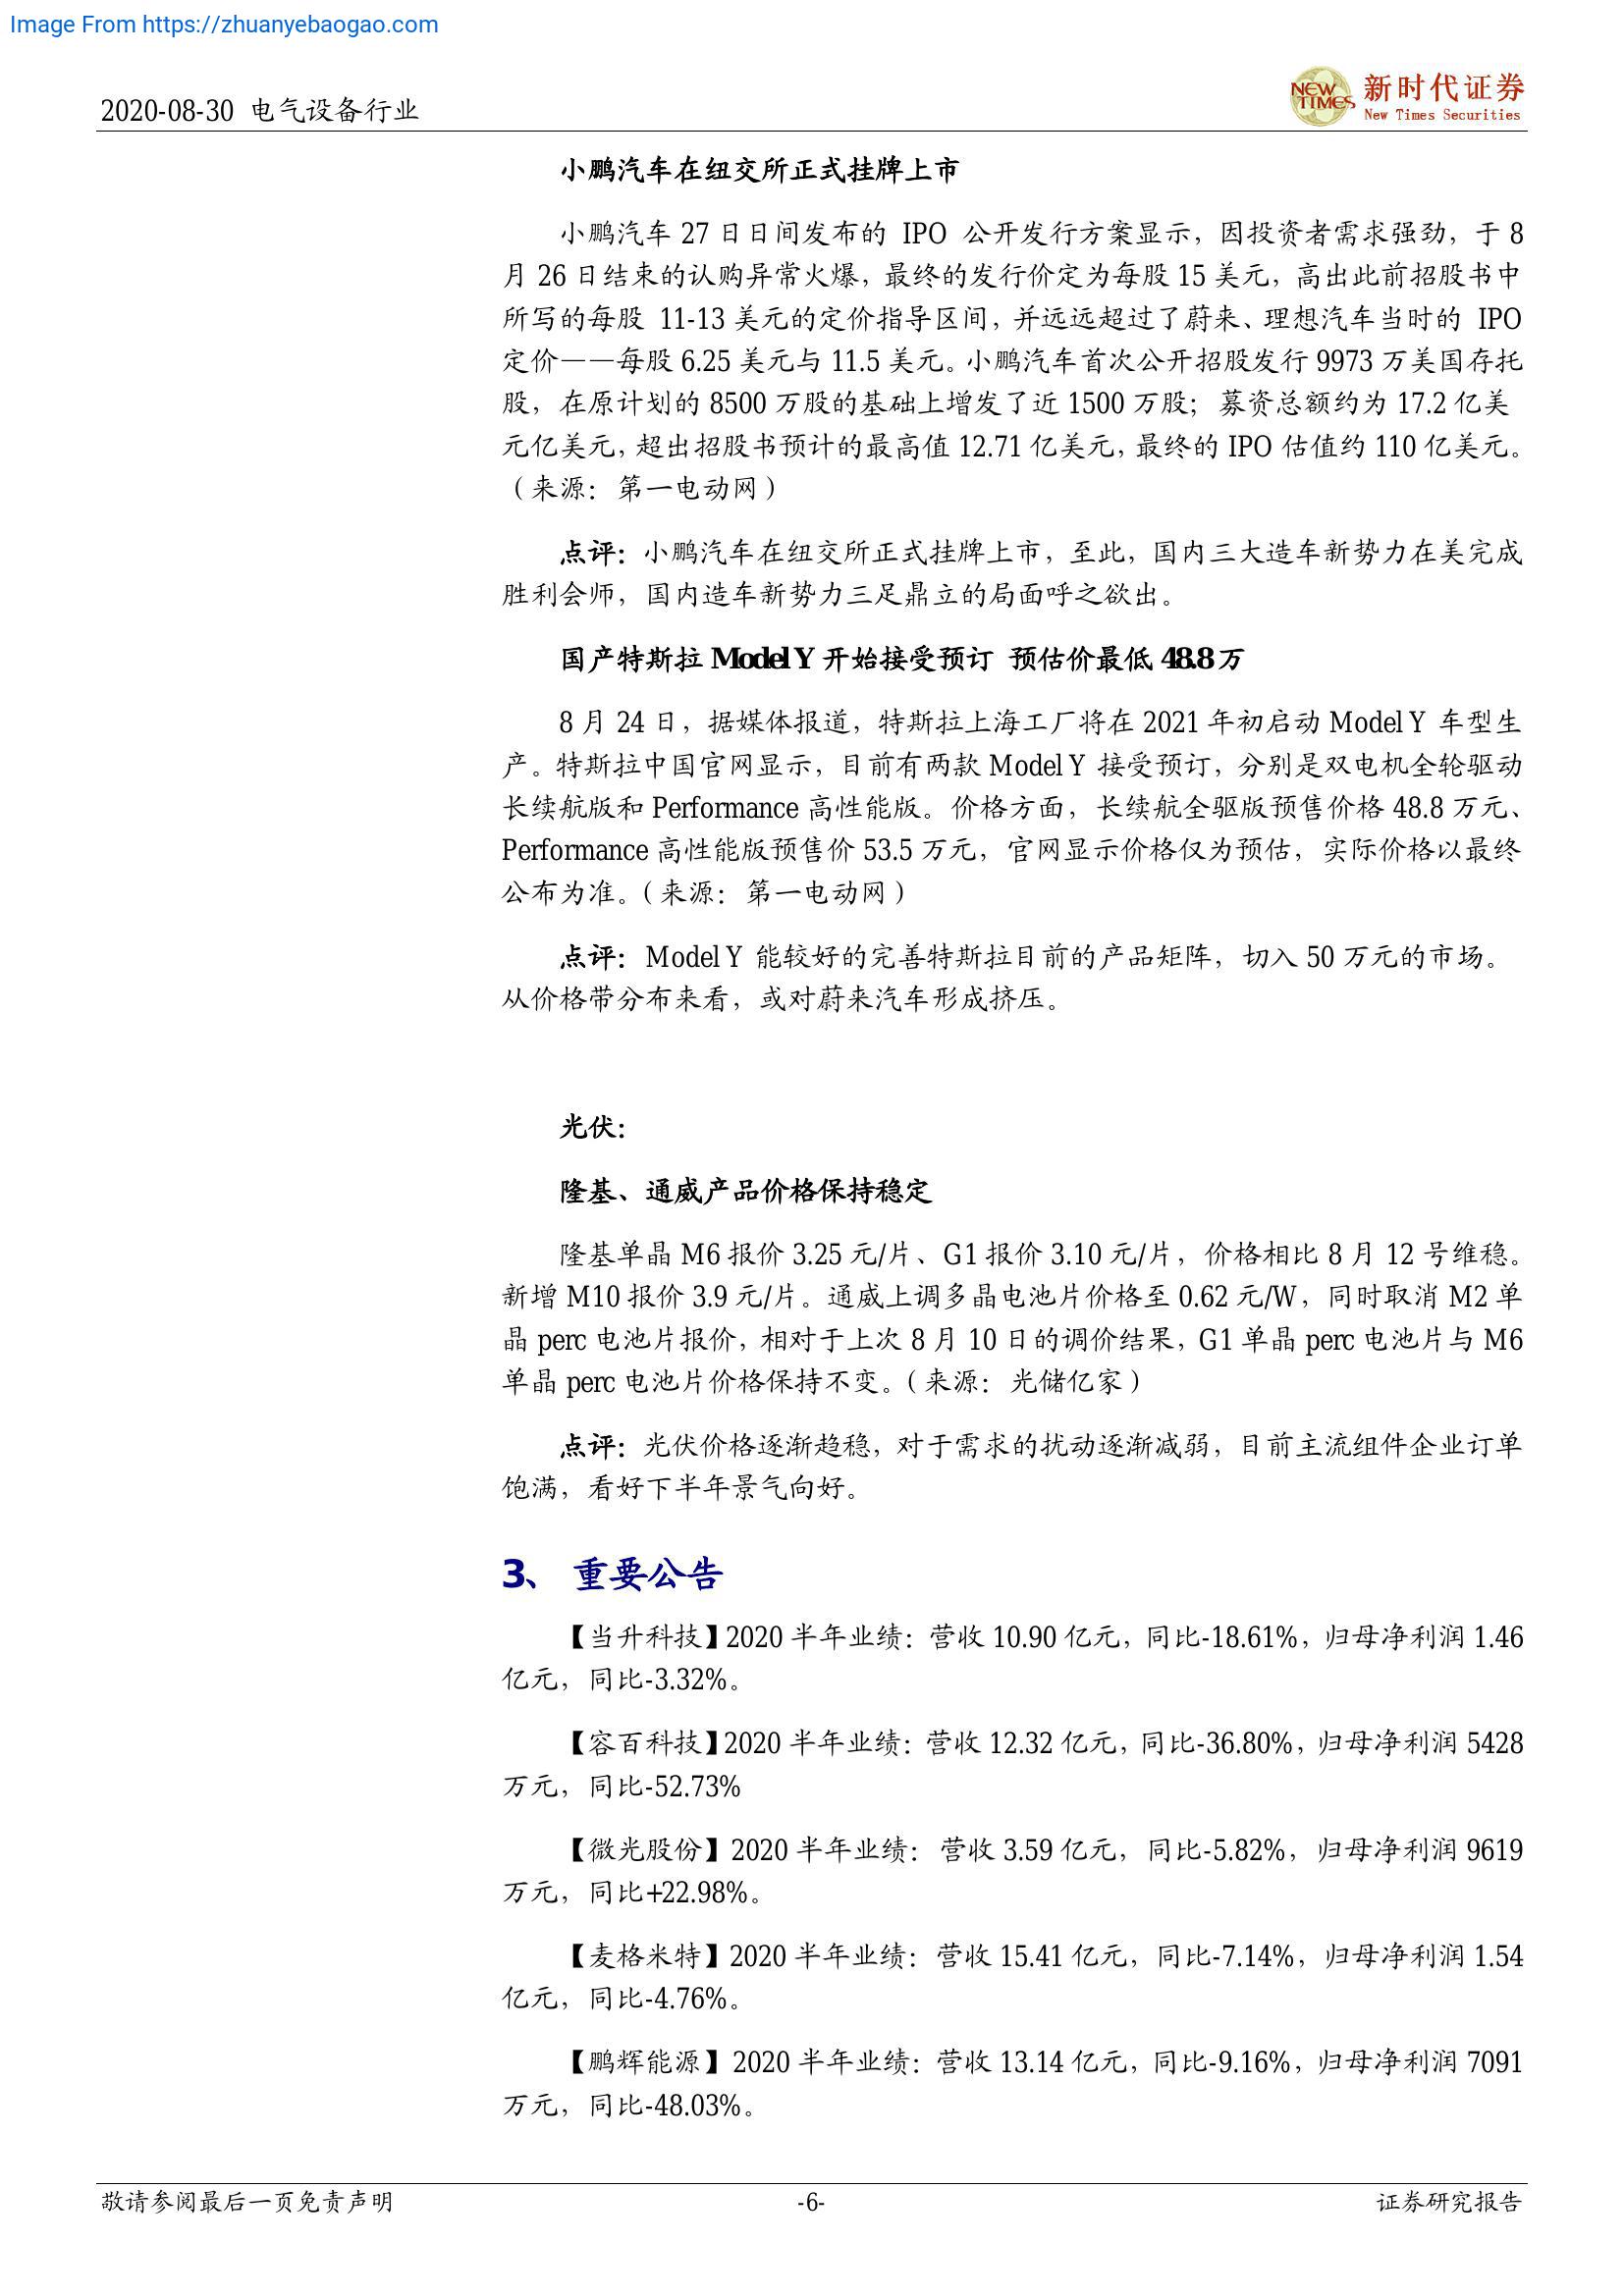 Image From https://zhuanyebaogao.com
2020-08-30 电气设备行业
NEW TIMES
新时代证券
New Times Securities
小鹏汽车在纽交所正式挂牌上市
小鹏汽车 27 日日间发布的 IPO 公开发行方案显示，因投资者需求强劲，于 8
月 26 日结束的认购异常火爆，最终的发行价定为每股 15 美元，高出此前招股书中
所写的每股 11-13 美元的定价指导区间，并远远超过了蔚来、理想汽车当时的 IPO
定价——每股 6.25 美元与 11.5 美元。小鹏汽车首次公开招股发行 9973 万美国存托
股，在原计划的 8500 万股的基础上增发了近 1500 万股；募资总额约为 17.2 亿美
元亿美元，超出招股书预计的最高值 12.71 亿美元，最终的 IPO 估值约 110 亿美元。
（来源：第一电动网）
点评：小鹏汽车在纽交所正式挂牌上市，至此，国内三大造车新势力在美完成
胜利会师，国内造车新势力三足鼎立的局面呼之欲出。
国产特斯拉 Model Y 开始接受预订 预估价最低 48.8 万
8 月 24 日，据媒体报道，特斯拉上海工厂将在 2021 年初启动 Model Y 车型生
产。特斯拉中国官网显示，目前有两款 Model Y 接受预订，分别是双电机全轮驱动
长续航版和 Performance 高性能版。价格方面，长续航全驱版预售价格 48.8 万元、
Performance 高性能版预售价 53.5 万元，官网显示价格仅为预估，实际价格以最终
公布为准。（来源：第一电动网）
点评：Model Y 能较好的完善特斯拉目前的产品矩阵，切入 50 万元的市场。
从价格带分布来看，或对蔚来汽车形成挤压。
光伏：
隆基、通威产品价格保持稳定
隆基单晶 M6 报价 3.25 元/片、G1 报价 3.10 元/片，价格相比 8 月 12 号维稳。
新增 M10 报价 3.9 元/片。通威上调多晶电池片价格至 0.62 元/W，同时取消 M2 单
晶 perc 电池片报价，相对于上次 8 月 10 日的调价结果，G1 单晶 perc 电池片与 M6
单晶 perc 电池片价格保持不变。（来源：光储亿家）
点评：光伏价格逐渐趋稳，对于需求的扰动逐渐减弱，目前主流组件企业订单
饱满，看好下半年景气向好。
3、 重要公告
【当升科技】2020 半年业绩：营收 10.90 亿元，同比-18.61%，归母净利润 1.46
亿元，同比-3.32%。
【容百科技】2020 半年业绩：营收 12.32 亿元，同比-36.80%，归母净利润 5428
万元，同比-52.73%
【微光股份】2020 半年业绩：营收 3.59 亿元，同比-5.82%，归母净利润 9619
万元，同比+22.98%。
【麦格米特】2020 半年业绩：营收 15.41 亿元，同比-7.14%，归母净利润 1.54
亿元，同比-4.76%。
【鹏辉能源】2020 半年业绩：营收 13.14 亿元，同比-9.16%，归母净利润 7091
万元，同比-48.03%。
敬请参阅最后一页免责声明
-6-
证券研究报告